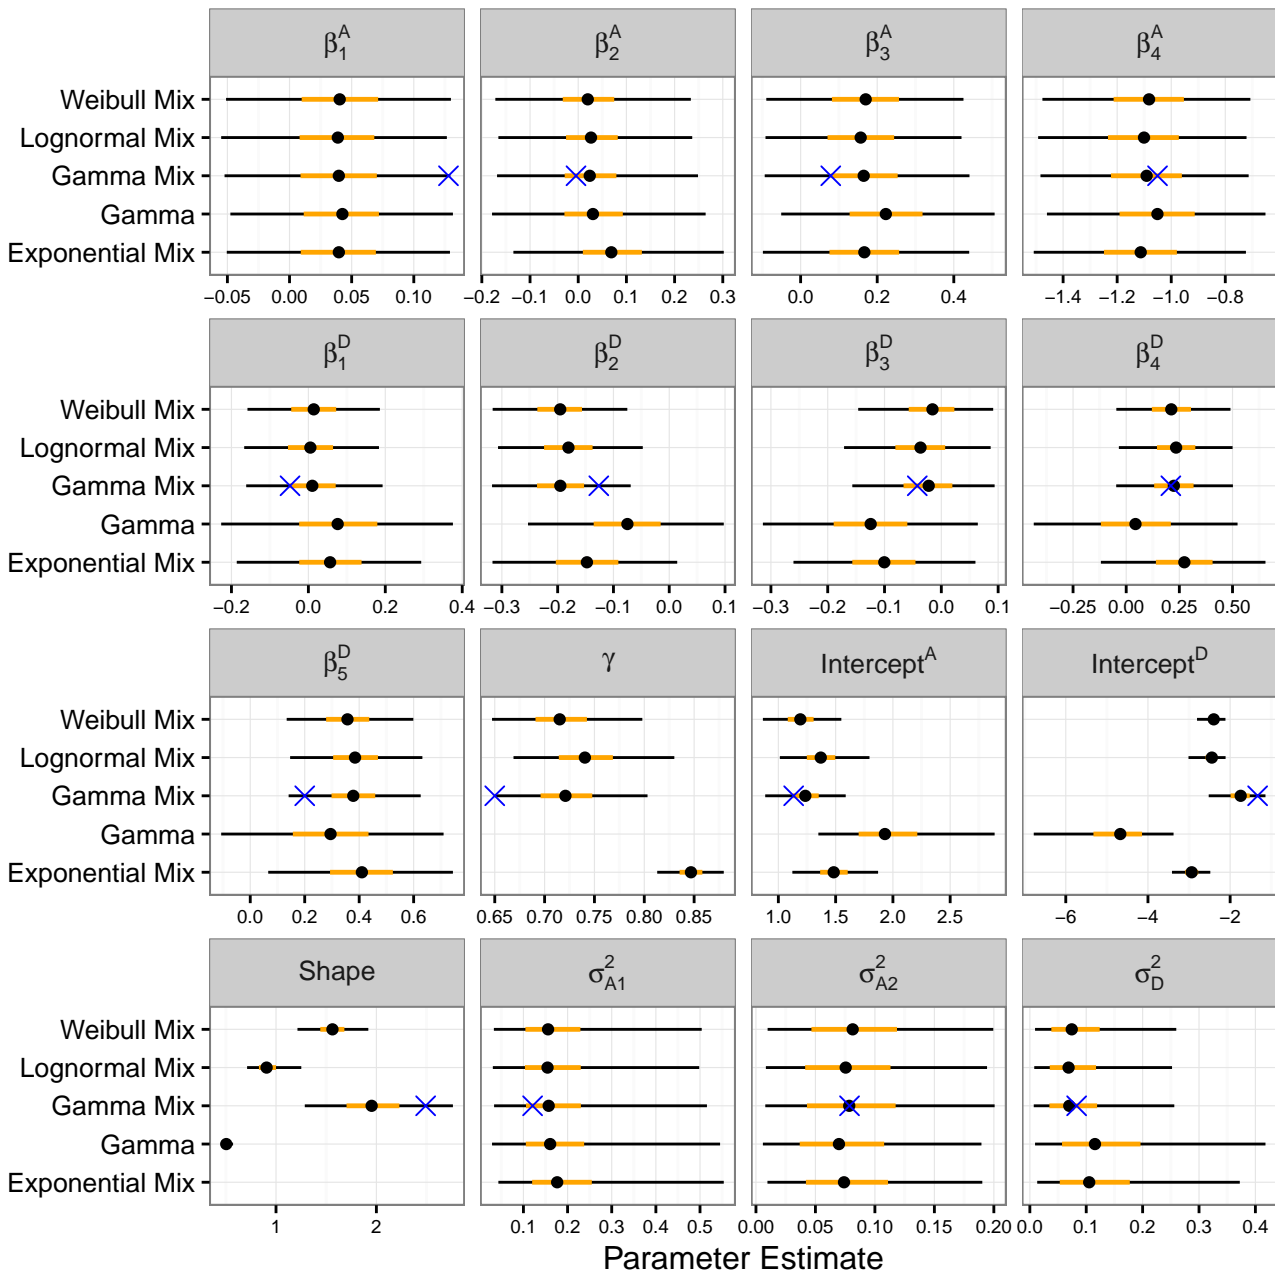 β₁ᴬ β₂ᴬ β₃ᴬ β₄ᴬ
Weibull Mix
Lognormal Mix
Gamma Mix
Gamma
Exponential Mix
−0.05 0.00 0.05 0.10 −0.2 −0.1 0.0 0.1 0.2 0.3 0.0 0.2 0.4 −1.4 −1.0 −0.8
β₁ᴰ β₂ᴰ β₃ᴰ β₄ᴰ
Weibull Mix
Lognormal Mix
Gamma Mix
Gamma
Exponential Mix
−0.2 0.0 0.2 0.4 −0.3 −0.2 −0.1 0.0 0.1 −0.3 −0.2 −0.1 0.0 0.1 −0.25 0.00 0.25 0.50
β₅ᴰ γ Interceptᴬ Interceptᴰ
Weibull Mix
Lognormal Mix
Gamma Mix
Gamma
Exponential Mix
0.0 0.2 0.4 0.6 0.65 0.70 0.75 0.80 0.85 1.0 1.5 2.0 2.5 −6 −4 −2
Shape σ²A1 σ²A2 σ²D
Weibull Mix
Lognormal Mix
Gamma Mix
Gamma
Exponential Mix
1 2 0.1 0.2 0.3 0.4 0.5 0.00 0.05 0.10 0.15 0.20 0.0 0.1 0.2 0.3 0.4
Parameter Estimate